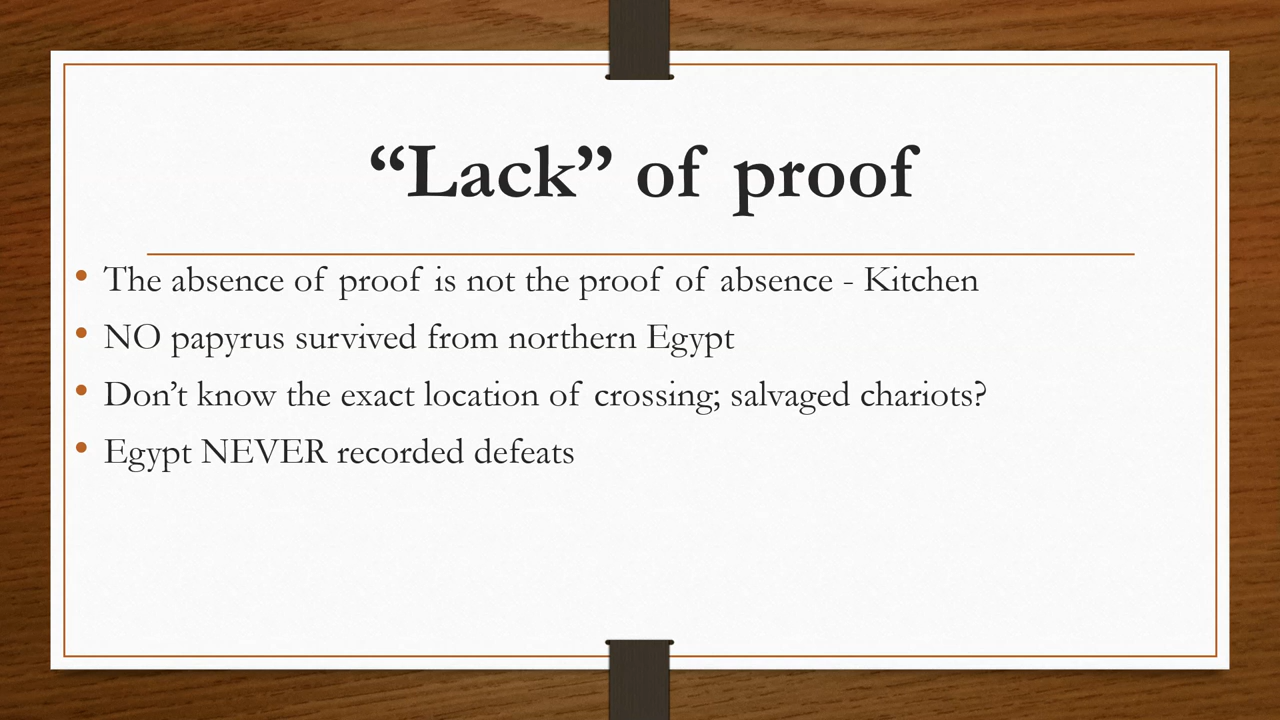 “Lack” of proof
• The absence of proof is not the proof of absence - Kitchen
• NO papyrus survived from northern Egypt
• Don’t know the exact location of crossing; salvaged chariots?
• Egypt NEVER recorded defeats